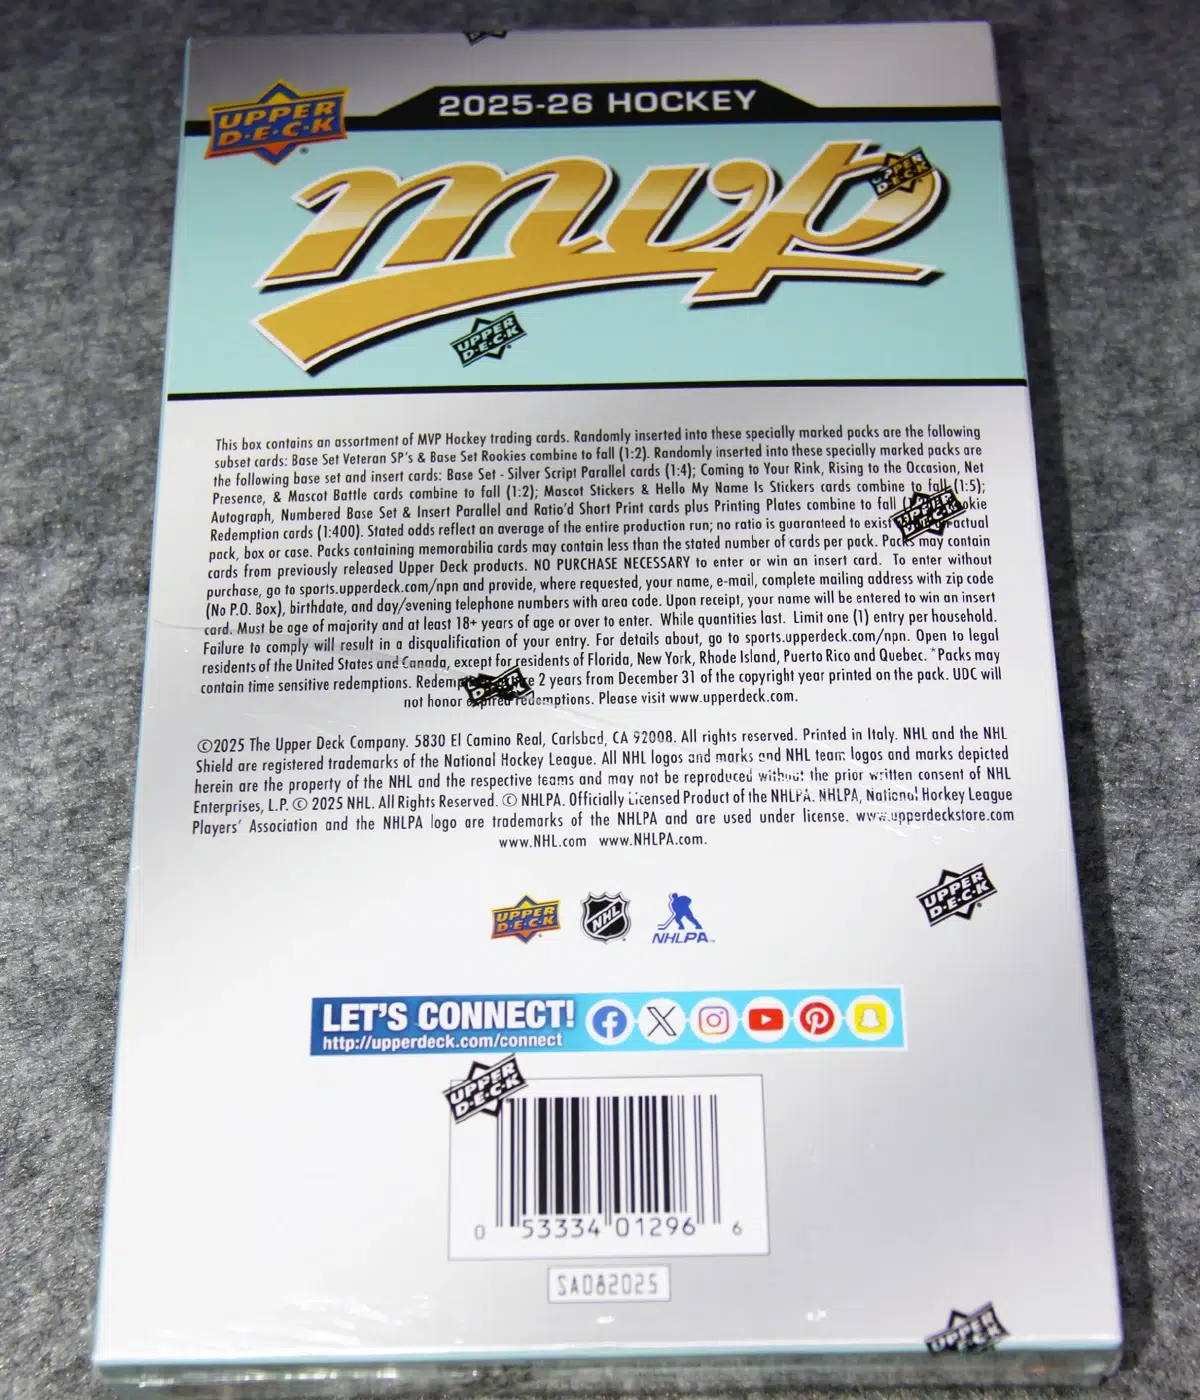 UPPER
D·E·C·K
2025-26 HOCKEY
mvp
UPPER
DECK
UPPER
D·E·C·K
This box contains an assortment of MVP Hockey trading cards. Randomly inserted into these specially marked packs are the following
subset cards: Base Set Veteran SP's & Base Set Rookies combine to fall (1:2). Randomly inserted into these specially marked packs are
the following base set and insert cards: Base Set - Silver Script Parallel cards (1:4); Coming to Your Rink, Rising to the Occasion, Net
Presence, & Mascot Battle cards combine to fall (1:2); Mascot Stickers & Hello My Name Is Stickers cards combine to fall (1:5);
Autograph, Numbered Base Set & Insert Parallel and Ratio'd Short Print cards plus Printing Plates combine to fall
Redemption cards (1:400). Stated odds reflect an average of the entire production run; no ratio is guaranteed to exist actual
pack, box or case. Packs containing memorabilia cards may contain less than the stated number of cards per pack. Packs may contain
cards from previously released Upper Deck products. NO PURCHASE NECESSARY to enter or win an insert card. To enter without
purchase, go to sports.upperdeck.com/npn and provide, where requested, your name, e-mail, complete mailing address with zip code
(No P.O. Box), birthdate, and day/evening telephone numbers with area code. Upon receipt, your name will be entered to win an insert
card. Must be age of majority and at least 18+ years of age or over to enter. While quantities last. Limit one (1) entry per household.
Failure to comply will result in a disqualification of your entry. For details about, go to sports.upperdeck.com/npn. Open to legal
residents of the United States and Canada, except for residents of Florida, New York, Rhode Island, Puerto Rico and Quebec. *Packs may
contain time sensitive redemptions. 2 years from December 31 of the copyright year printed on the pack. UDC will
not honor expired redemptions. Please visit www.upperdeck.com.
©2025 The Upper Deck Company. 5830 El Camino Real, Carlsbad, CA 92008. All rights reserved. Printed in Italy. NHL and the NHL
Shield are registered trademarks of the National Hockey League. All NHL logos and marks and NHL team logos and marks depicted
herein are the property of the NHL and the respective teams and may not be reproduced without the prior written consent of NHL
Enterprises, L.P. © 2025 NHL. All Rights Reserved. © NHLPA. Officially Licensed Product of the NHLPA. NHLPA, National Hockey League
Players' Association and the NHLPA logo are trademarks of the NHLPA and are used under license. www.upperdeckstore.com
www.NHL.com www.NHLPA.com.
UPPER
D·E·C·K
UPPER
D·E·C·K
NHL
NHLPA
LET'S CONNECT!
http://upperdeck.com/connect
UPPER
D·E·C·K
0 53334 01296 6
SA082025
UPPER